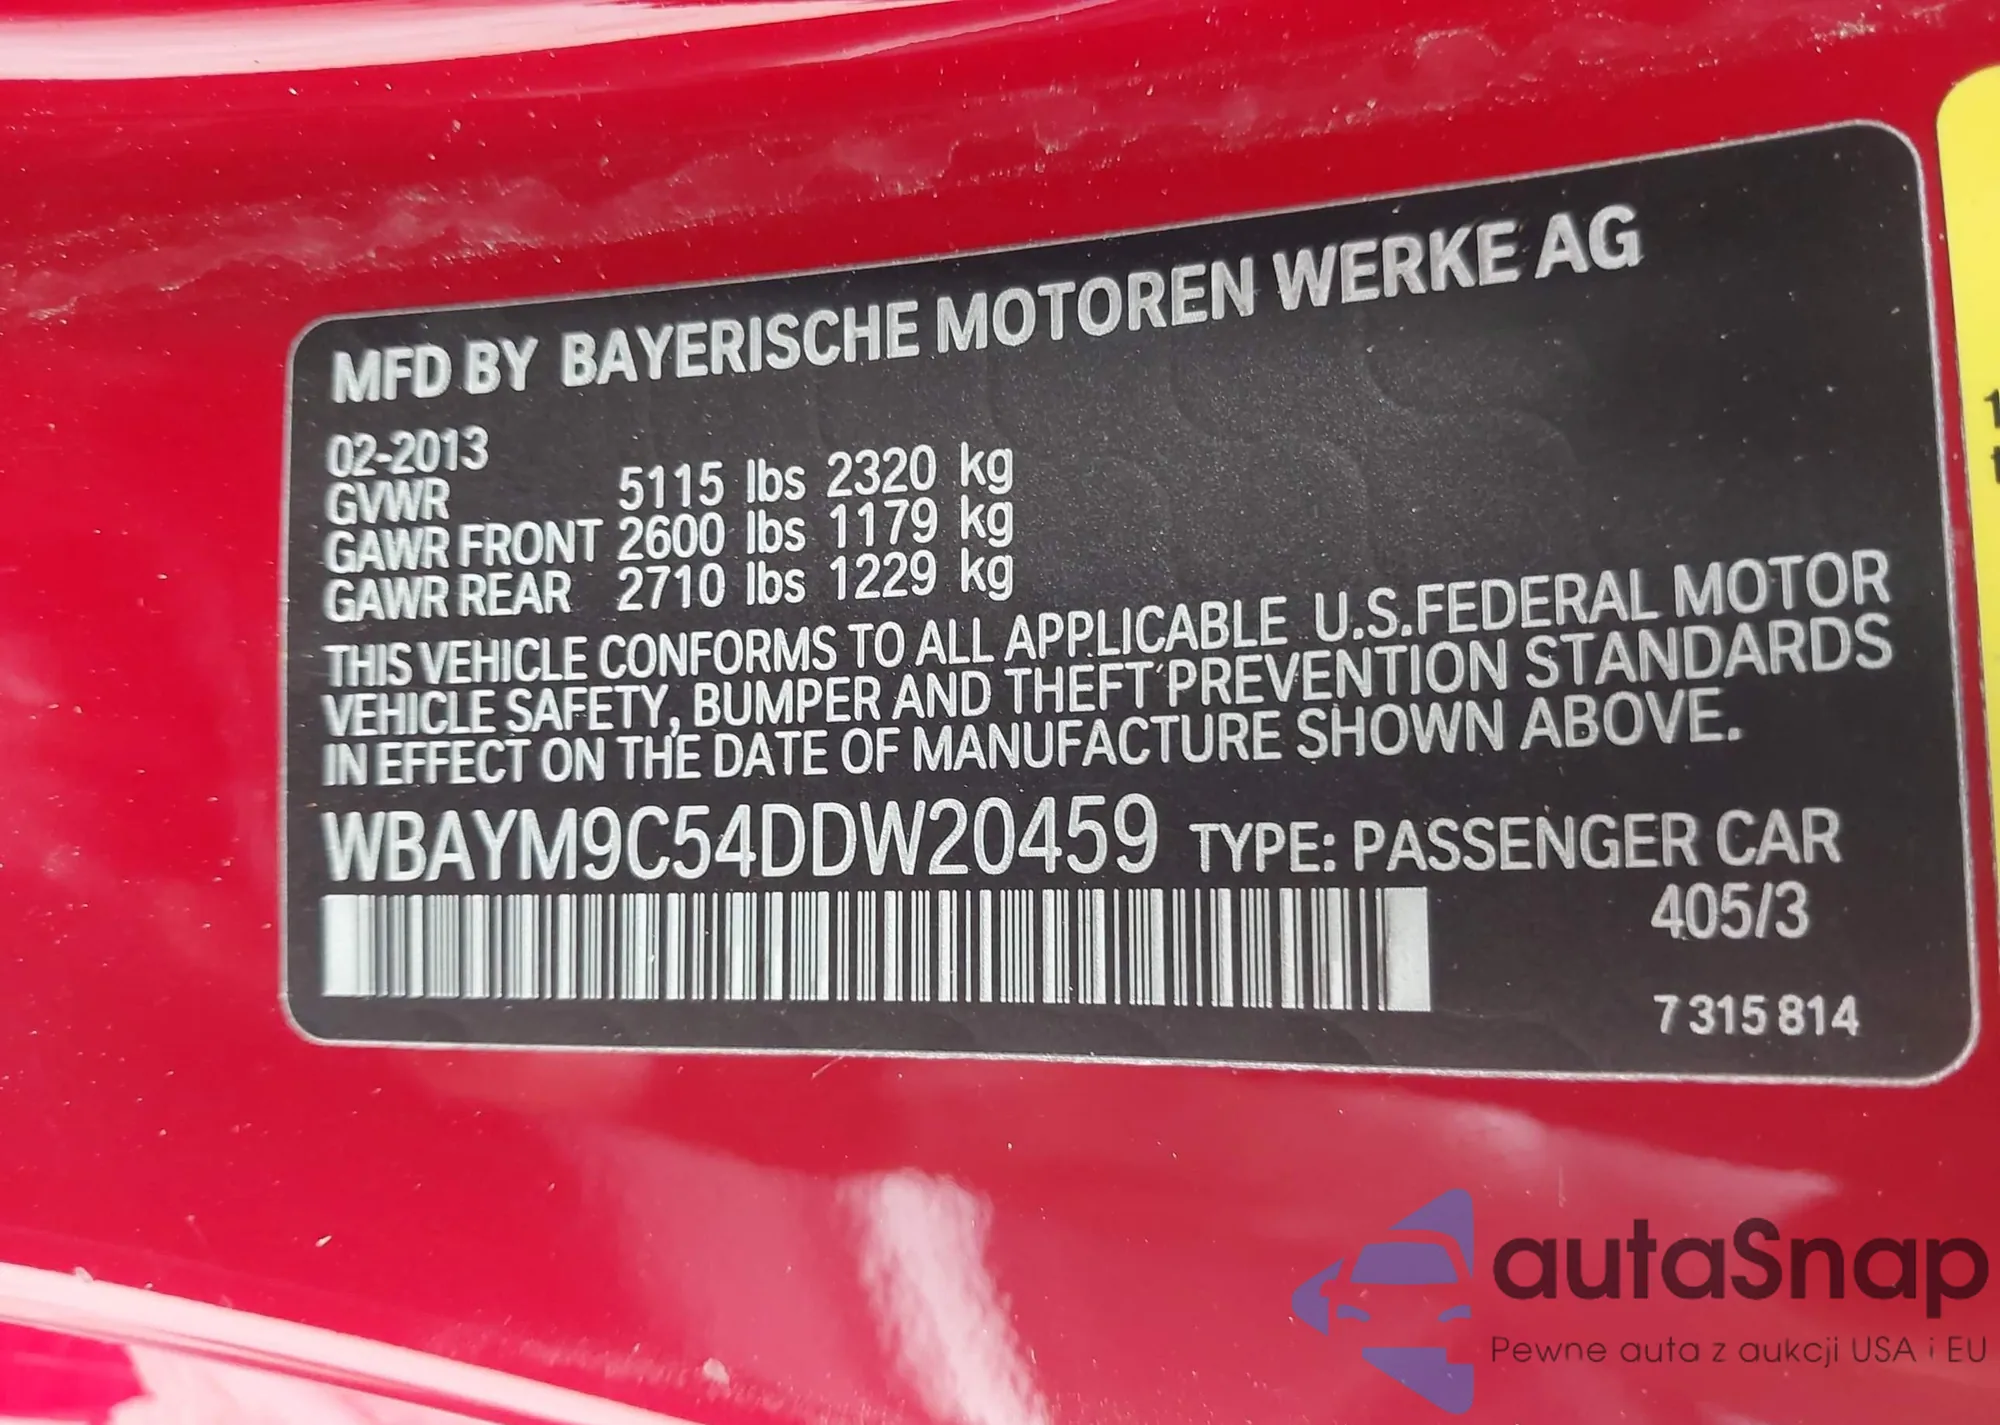 MFD BY BAYERISCHE MOTOREN WERKE AG
02-2013
GVWR 5115 lbs 2320 kg
GAWR FRONT 2600 lbs 1179 kg
GAWR REAR 2710 lbs 1229 kg
THIS VEHICLE CONFORMS TO ALL APPLICABLE U.S.FEDERAL MOTOR
VEHICLE SAFETY, BUMPER AND THEFT PREVENTION STANDARDS
IN EFFECT ON THE DATE OF MANUFACTURE SHOWN ABOVE.
WBAYM9C54DDW20459 TYPE: PASSENGER CAR
405/3
7 315 814
autaSnap
Pewne auta z aukcji USA i EU